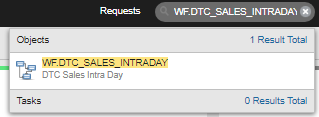 Requests WF.DTC_SALES_INTRADAY
Objects 1 Result Total
WF.DTC_SALES_INTRADAY
DTC Sales Intra Day
Tasks 0 Results Total